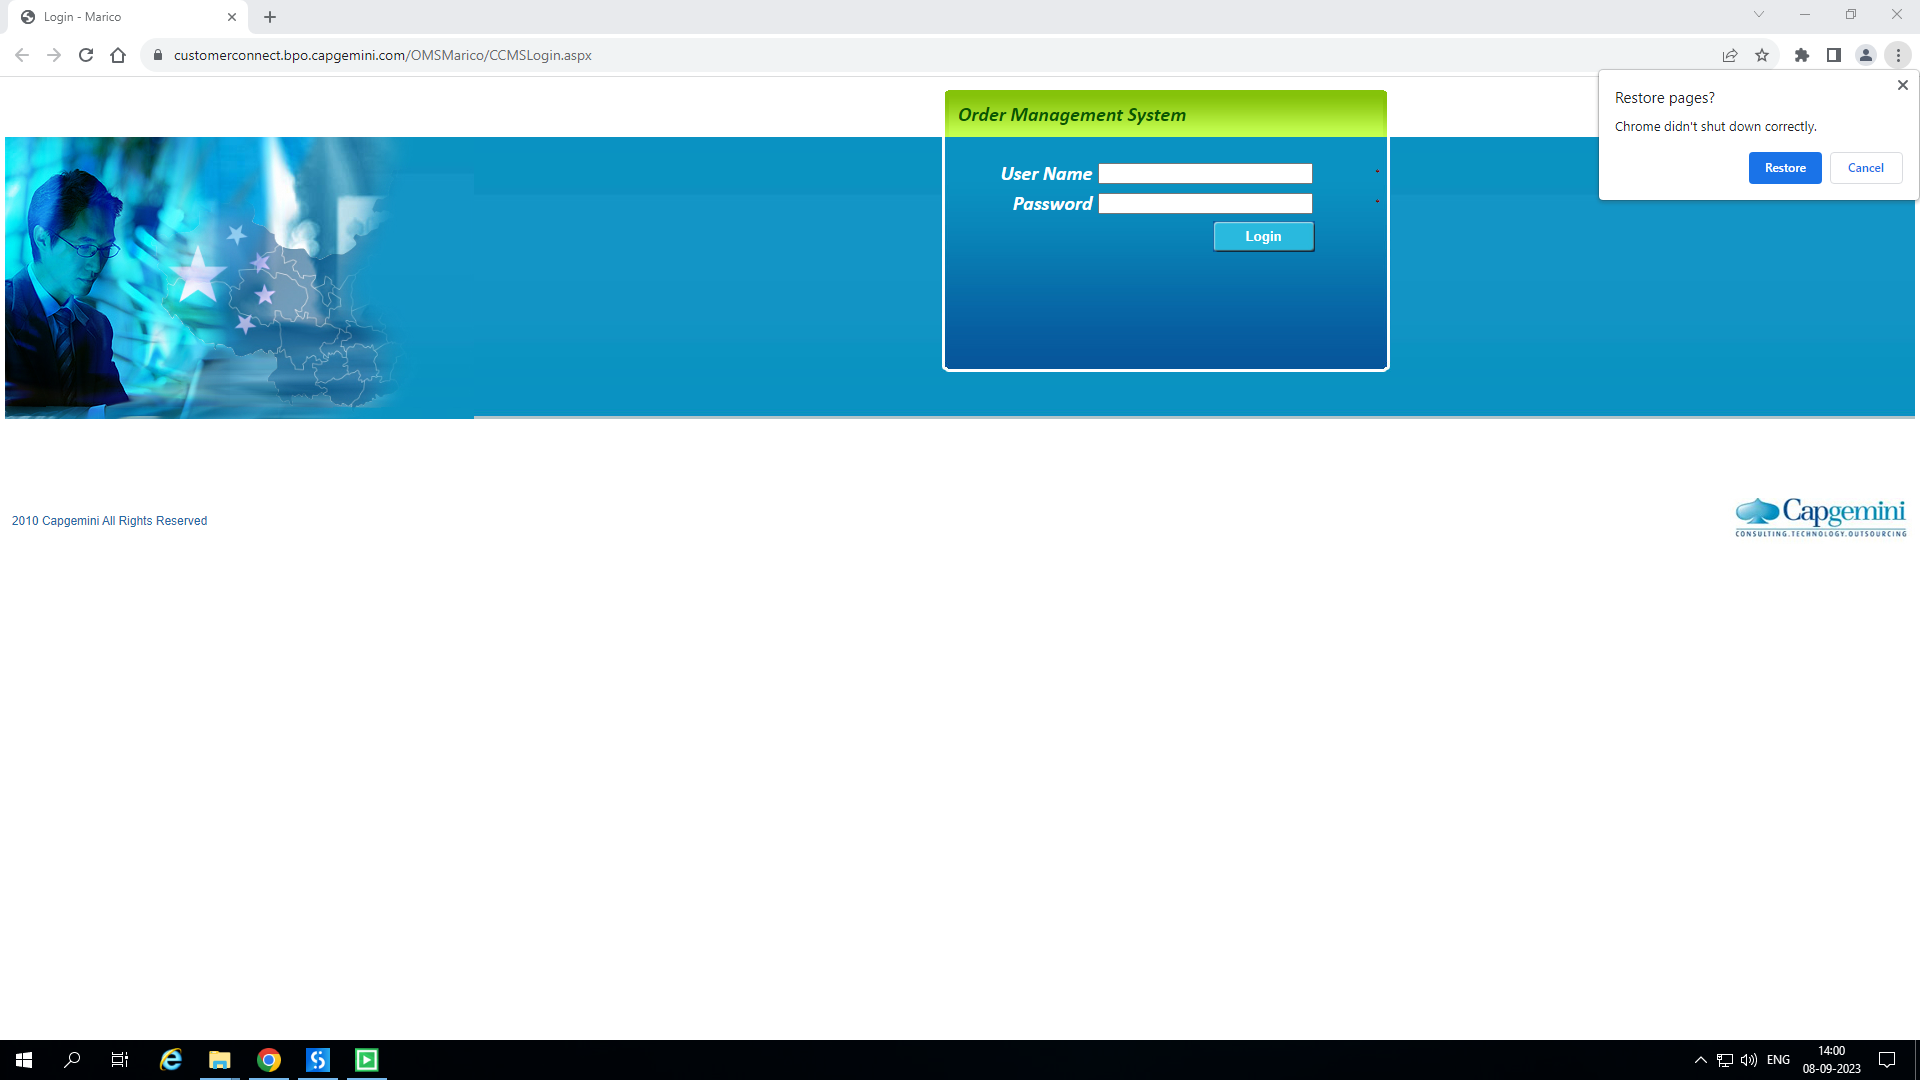 Login - Marico
customerconnect.bpo.capgemini.com/OMSMarico/CCMSLogin.aspx
Restore pages?
Chrome didn't shut down correctly.
Restore
Cancel
Order Management System
User Name
Password
Login
2010 Capgemini All Rights Reserved
Capgemini
CONSULTING.TECHNOLOGY.OUTSOURCING
ENG
14:00
08-09-2023